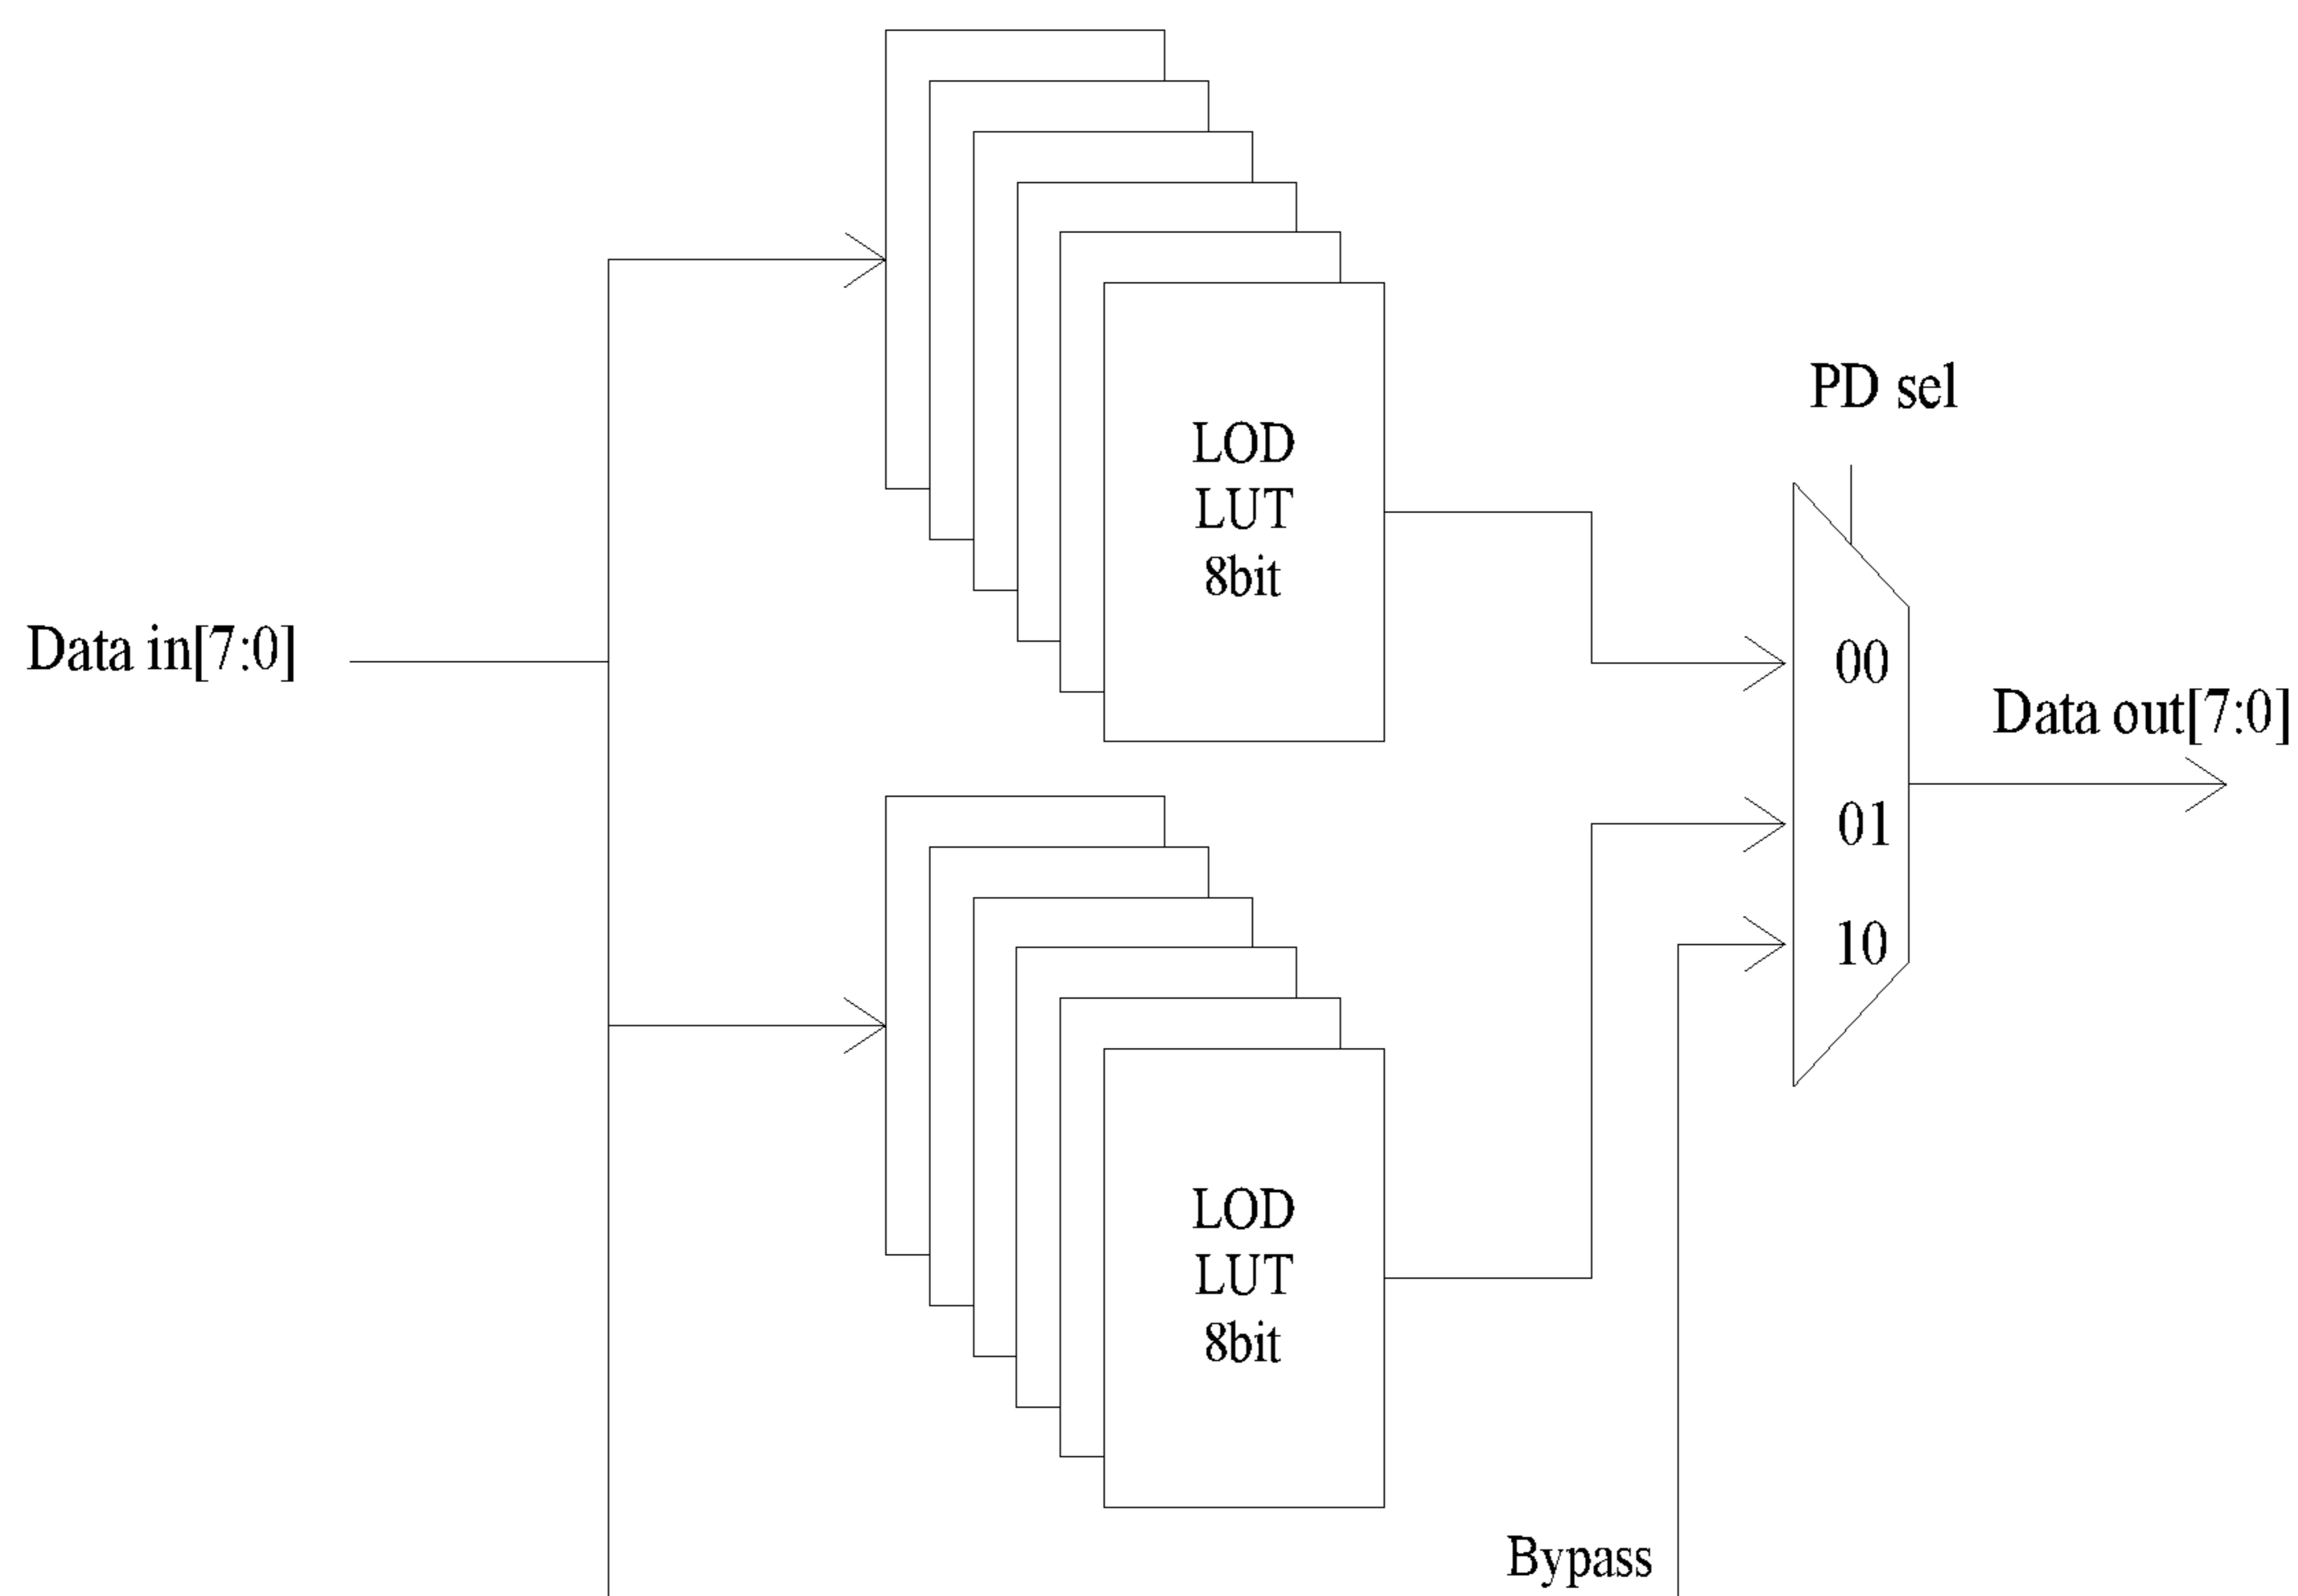 LOD
LUT
8bit
PD sel
Data in[7:0]
00
Data out[7:0]
01
10
LOD
LUT
8bit
Bypass